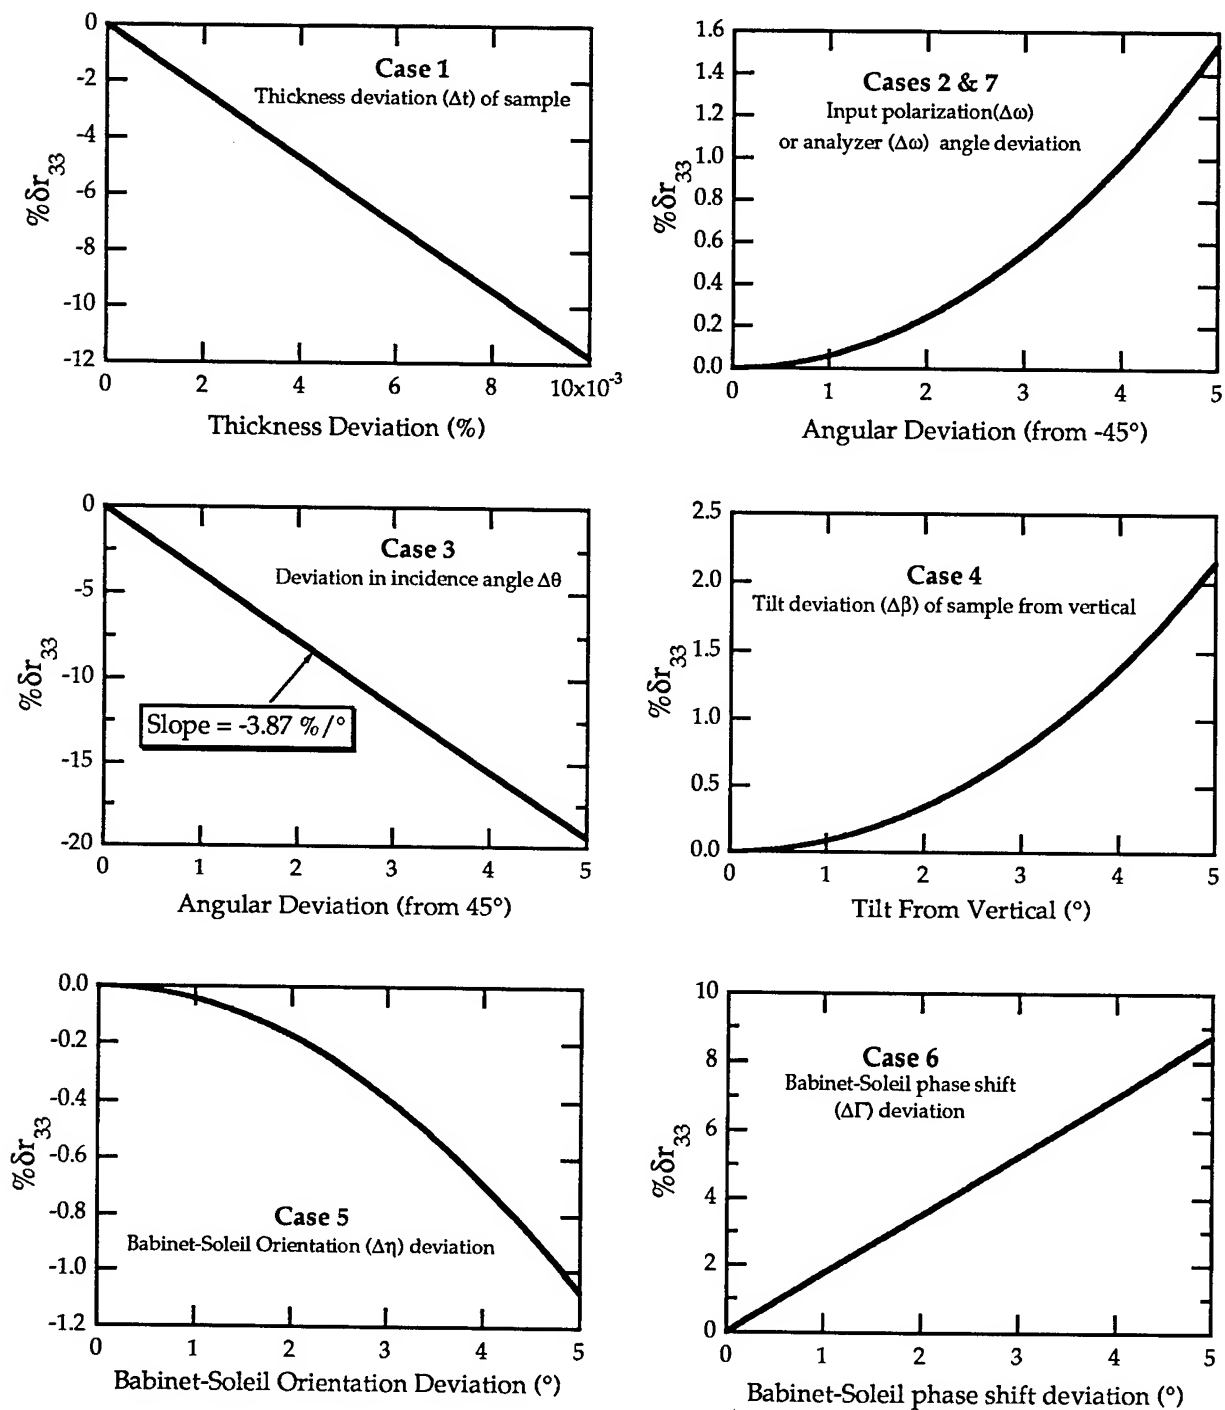 0
-2
-4
-6
-8
-10
-12
%δr33
Case 1
Thickness deviation (Δt) of sample
0
2
4
6
8
10x10-3
Thickness Deviation (%)
1.6
1.4
1.2
1.0
0.8
0.6
0.4
0.2
0.0
%δr33
Cases 2 & 7
Input polarization(Δω)
or analyzer (Δω) angle deviation
0
1
2
3
4
5
Angular Deviation (from -45°)
0
-5
-10
-15
-20
%δr33
Case 3
Deviation in incidence angle Δθ
Slope = -3.87 %/°
0
1
2
3
4
5
Angular Deviation (from 45°)
2.5
2.0
1.5
1.0
0.5
0.0
%δr33
Case 4
Tilt deviation (Δβ) of sample from vertical
0
1
2
3
4
5
Tilt From Vertical (°)
0.0
-0.2
-0.4
-0.6
-0.8
-1.0
-1.2
%δr33
Case 5
Babinet-Soleil Orientation (Δη) deviation
0
1
2
3
4
5
Babinet-Soleil Orientation Deviation (°)
10
8
6
4
2
0
%δr33
Case 6
Babinet-Soleil phase shift
(ΔΓ) deviation
0
1
2
3
4
5
Babinet-Soleil phase shift deviation (°)